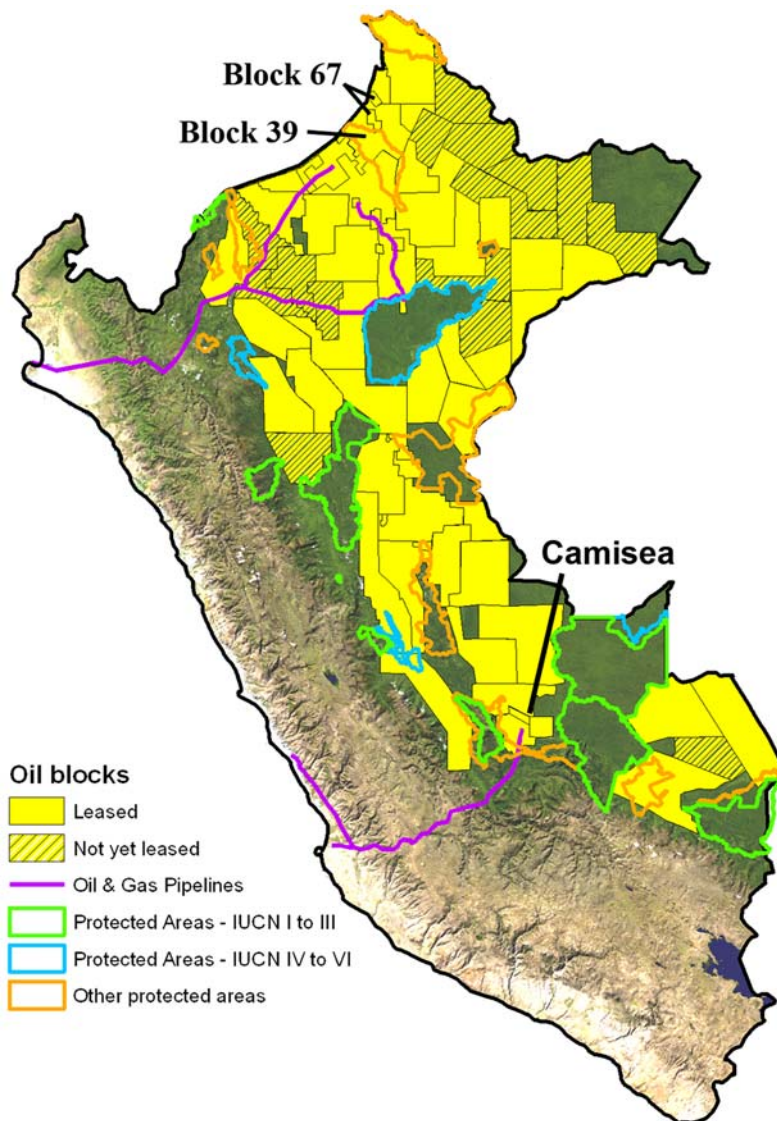 Block 67
Block 39
Camisea
Oil blocks
Leased
Not yet leased
Oil & Gas Pipelines
Protected Areas - IUCN I to III
Protected Areas - IUCN IV to VI
Other protected areas